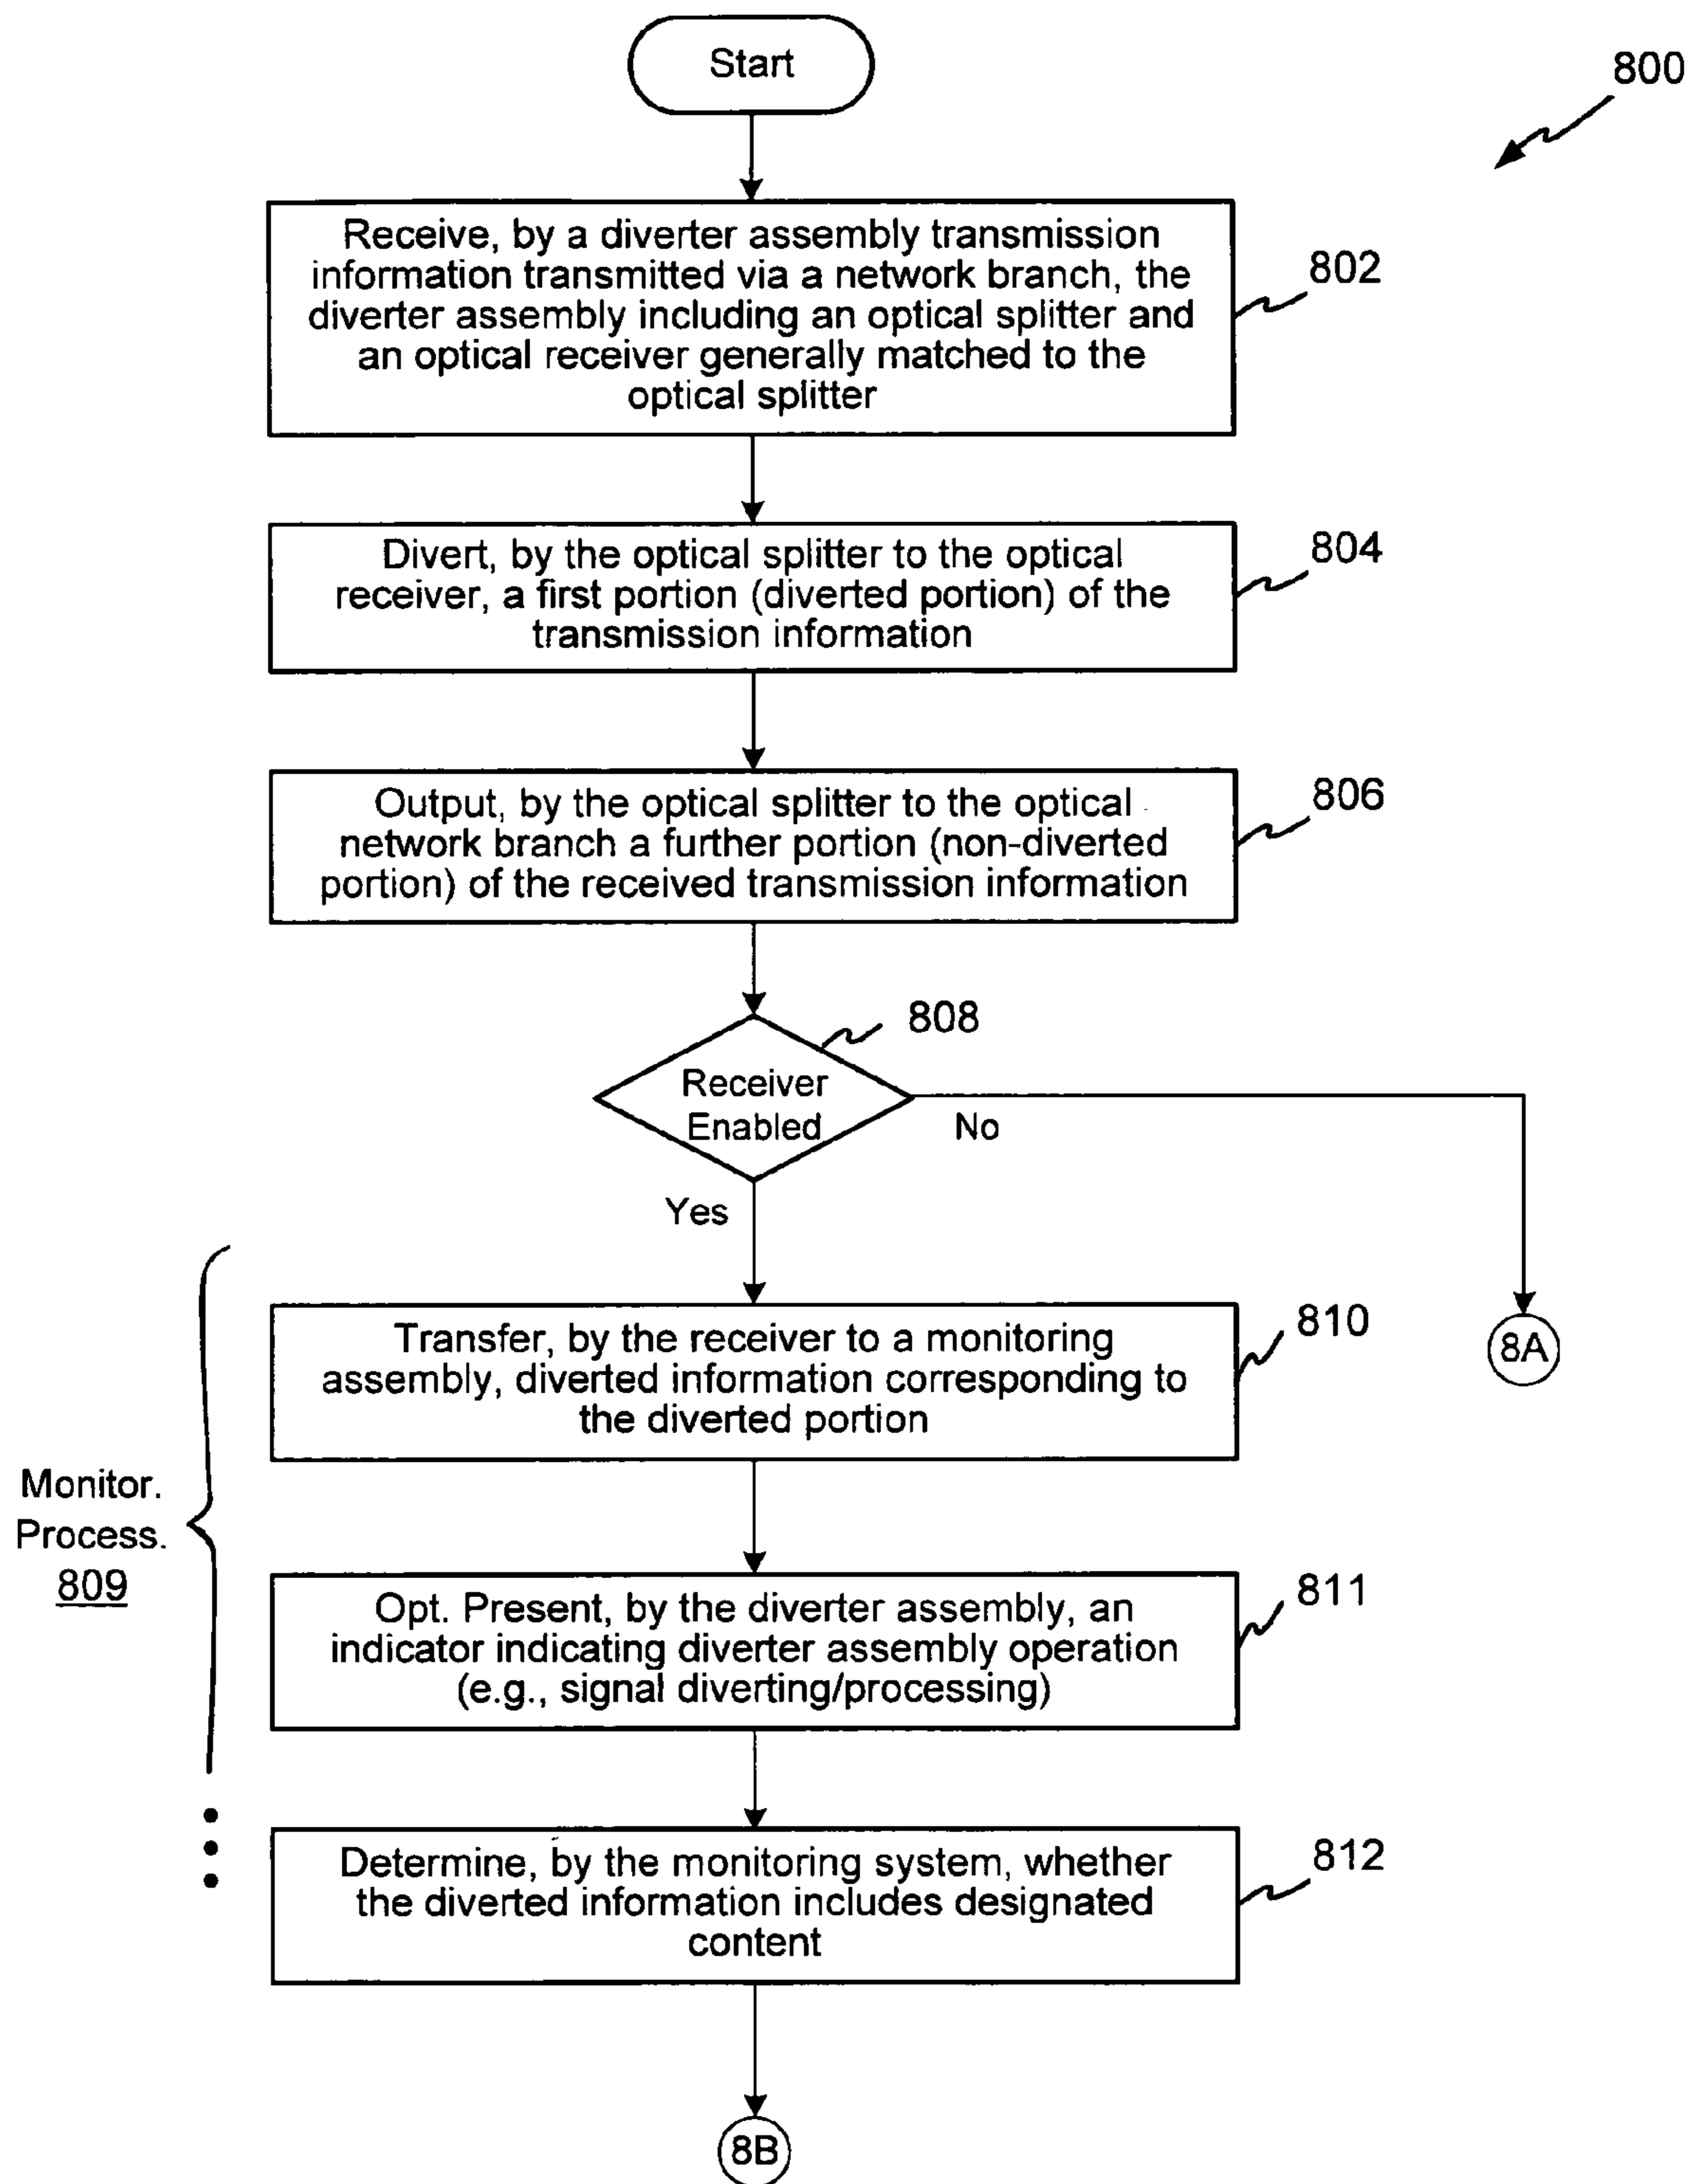 Start
800
Receive, by a diverter assembly transmission
information transmitted via a network branch, the
diverter assembly including an optical splitter and
an optical receiver generally matched to the
optical splitter
802
Divert, by the optical splitter to the optical
receiver, a first portion (diverted portion) of the
transmission information
804
Output, by the optical splitter to the optical
network branch a further portion (non-diverted
portion) of the received transmission information
806
808
Receiver
Enabled
No
Yes
Transfer, by the receiver to a monitoring
assembly, diverted information corresponding to
the diverted portion
810
8A
Monitor.
Process.
809
Opt. Present, by the diverter assembly, an
indicator indicating diverter assembly operation
(e.g., signal diverting/processing)
811
Determine, by the monitoring system, whether
the diverted information includes designated
content
812
8B